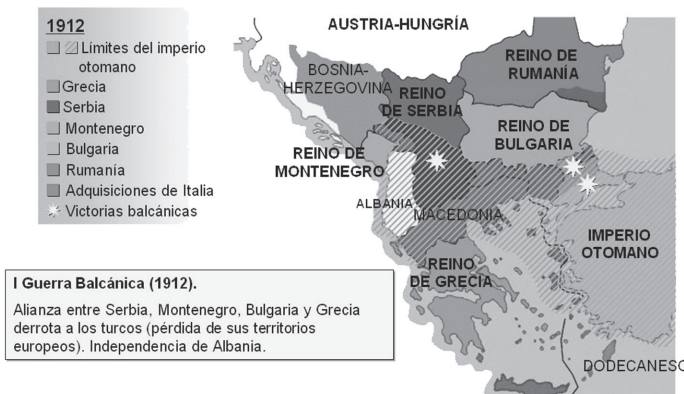 1912
Límites del imperio
otomano
Grecia
Serbia
Montenegro
Bulgaria
Rumanía
Adquisiciones de Italia
Victorias balcánicas
AUSTRIA-HUNGRÍA
BOSNIA-
HERZEGOVINA
REINO
DE SERBIA
REINO DE
RUMANÍA
REINO DE
BULGARIA
REINO DE
MONTENEGRO
ALBANIA
MACEDONIA
IMPERIO
OTOMANO
REINO
DE GRECIA
DODECANESO
I Guerra Balcánica (1912).
Alianza entre Serbia, Montenegro, Bulgaria y Grecia
derrota a los turcos (pérdida de sus territorios
europeos). Independencia de Albania.